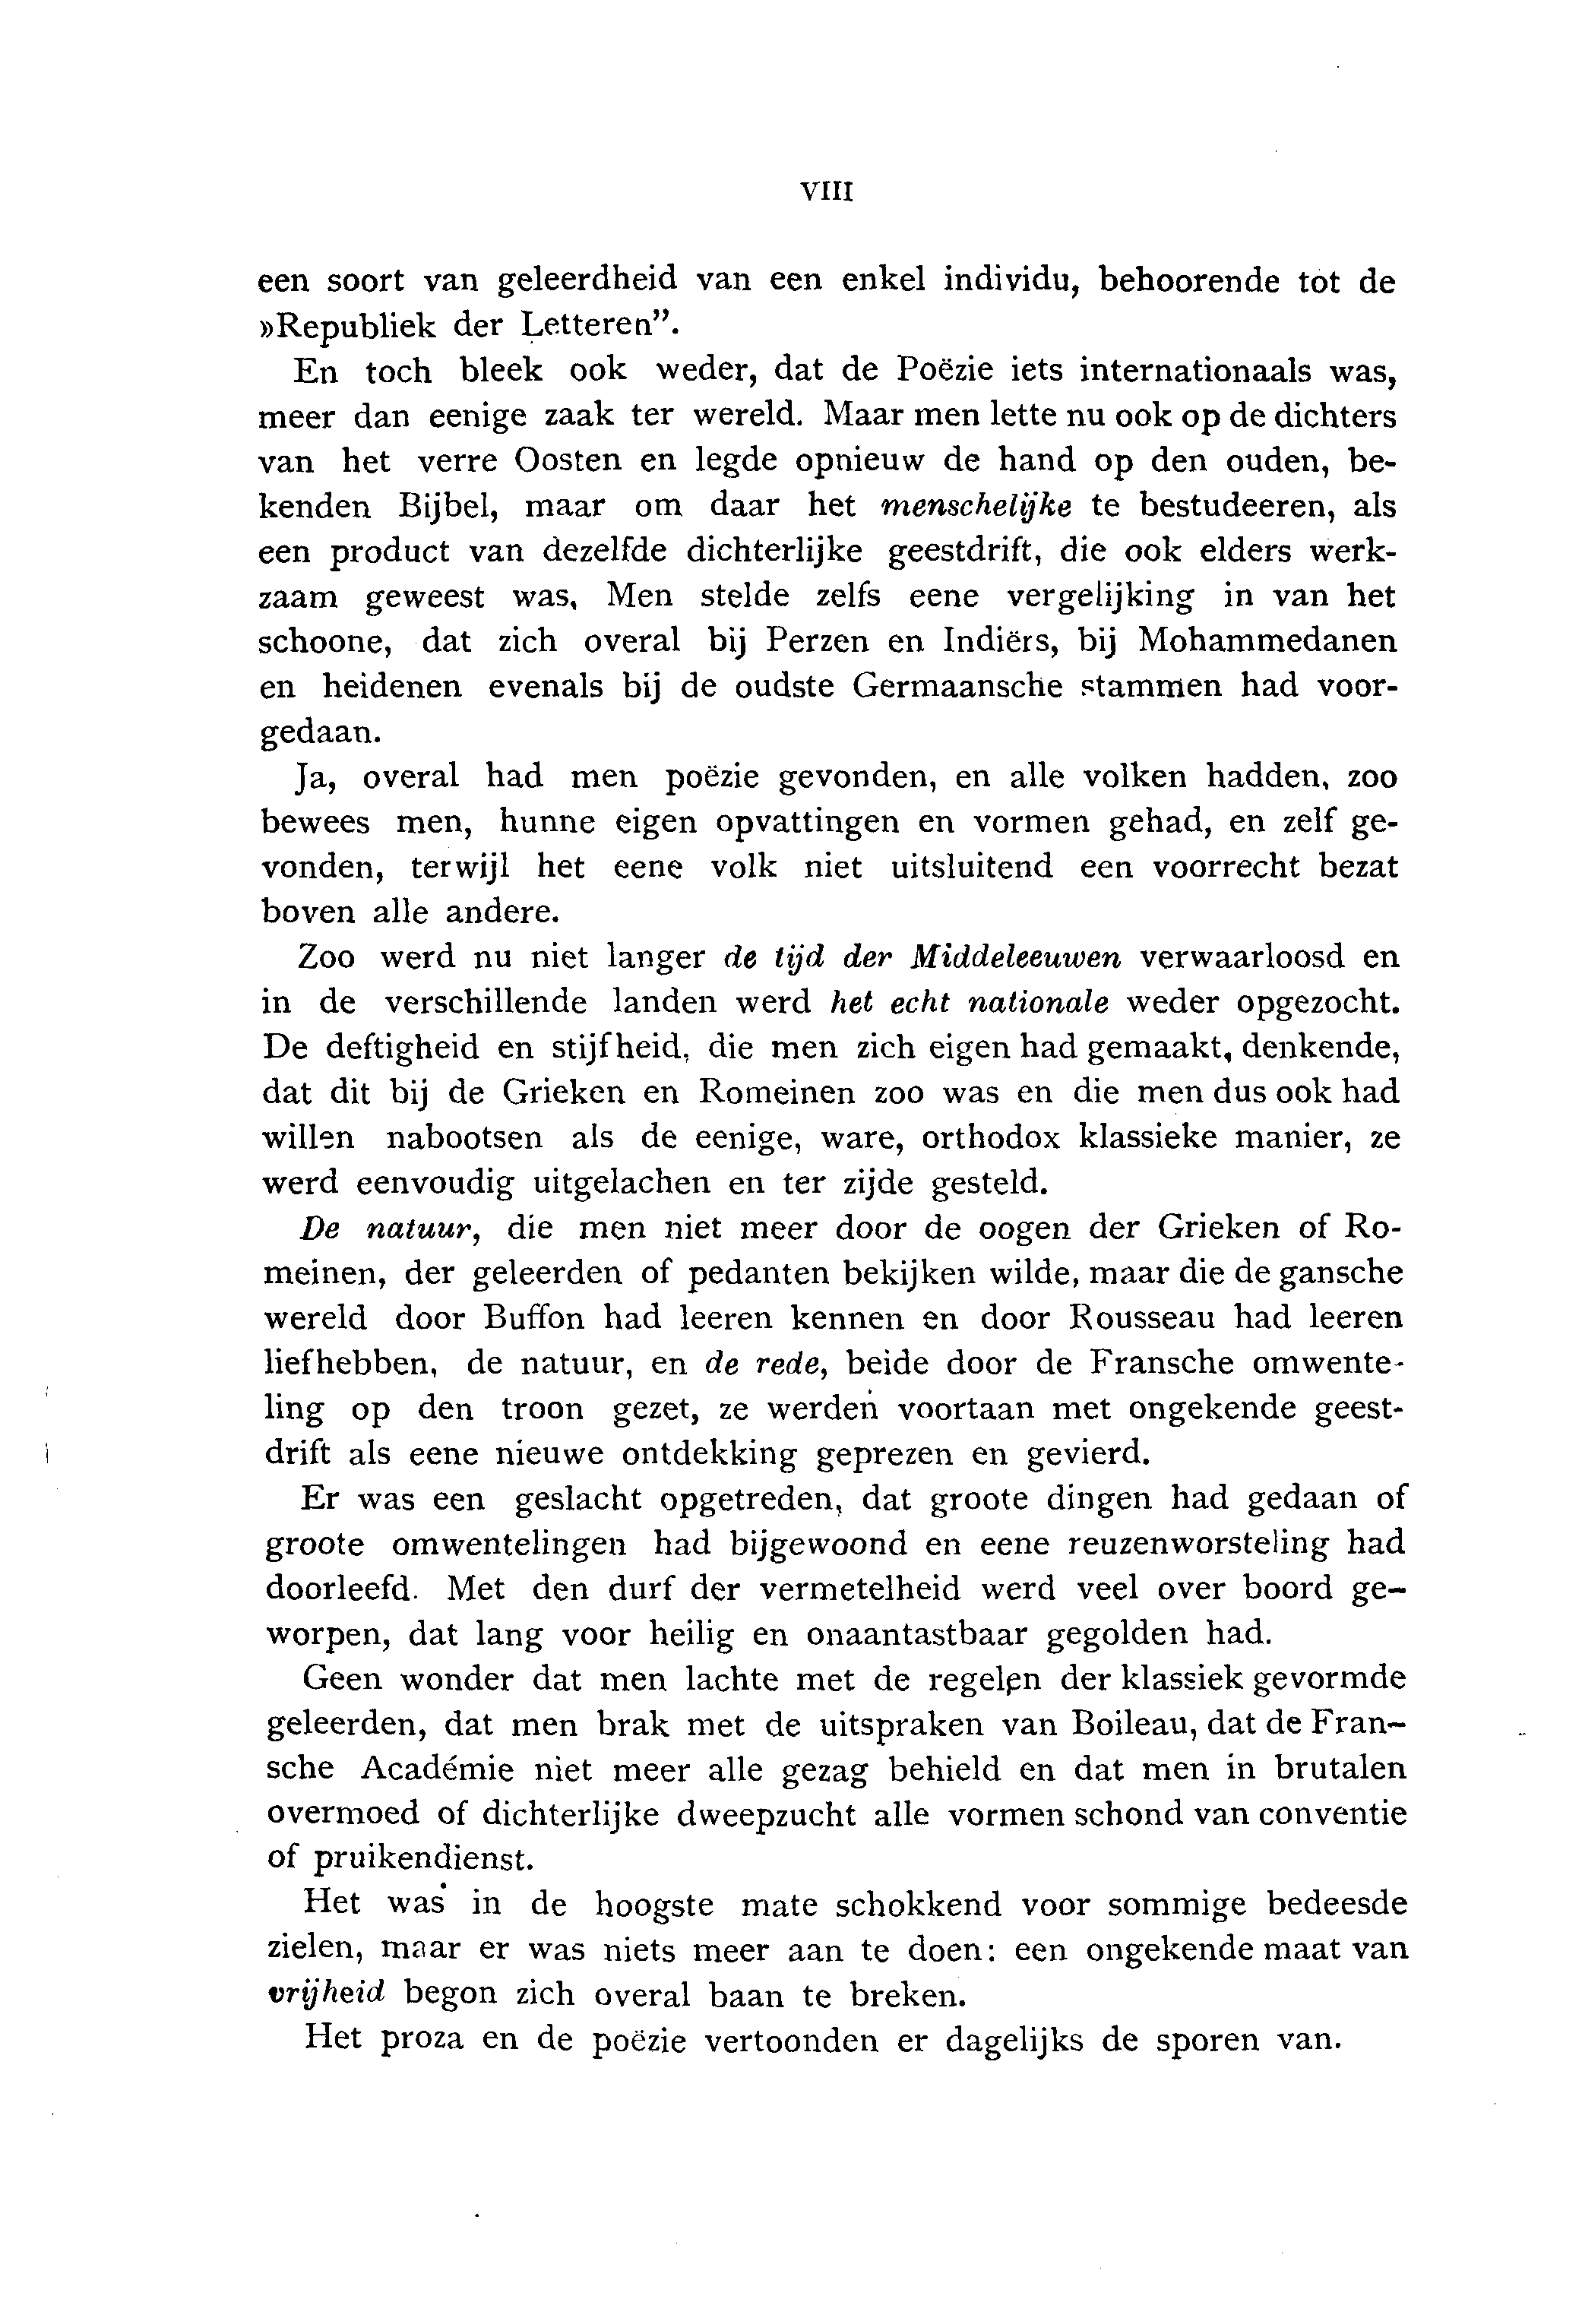 VIII
een soort van geleerdheid van een enkel individu, behoorende tot de
»Republiek der Letteren”.
En toch bleek ook weder, dat de Poëzie iets internationaals was,
meer dan eenige zaak ter wereld. Maar men lette nu ook op de dichters
van het verre Oosten en legde opnieuw de hand op den ouden, be-
kenden Bijbel, maar om daar het menschelijke te bestudeeren, als
een product van dezelfde dichterlijke geestdrift, die ook elders werk-
zaam geweest was, Men stelde zelfs eene vergelijking in van het
schoone, dat zich overal bij Perzen en Indiërs, bij Mohammedanen
en heidenen evenals bij de oudste Germaansche stammen had voor-
gedaan.
Ja, overal had men poëzie gevonden, en alle volken hadden, zoo
bewees men, hunne eigen opvattingen en vormen gehad, en zelf ge-
vonden, terwijl het eene volk niet uitsluitend een voorrecht bezat
boven alle andere.
Zoo werd nu niet langer de tijd der Middeleeuwen verwaarloosd en
in de verschillende landen werd het echt nationale weder opgezocht.
De deftigheid en stijfheid, die men zich eigen had gemaakt, denkende,
dat dit bij de Grieken en Romeinen zoo was en die men dus ook had
willen nabootsen als de eenige, ware, orthodox klassieke manier, ze
werd eenvoudig uitgelachen en ter zijde gesteld.
De natuur, die men niet meer door de oogen der Grieken of Ro-
meinen, der geleerden of pedanten bekijken wilde, maar die de gansche
wereld door Buffon had leeren kennen en door Rousseau had leeren
liefhebben, de natuur, en de rede, beide door de Fransche omwente-
ling op den troon gezet, ze werden voortaan met ongekende geest-
drift als eene nieuwe ontdekking geprezen en gevierd.
Er was een geslacht opgetreden, dat groote dingen had gedaan of
groote omwentelingen had bijgewoond en eene reuzenworsteling had
doorleefd. Met den durf der vermetelheid werd veel over boord ge-
worpen, dat lang voor heilig en onaantastbaar gegolden had.
Geen wonder dat men lachte met de regelen der klassiek gevormde
geleerden, dat men brak met de uitspraken van Boileau, dat de Fran-
sche Académie niet meer alle gezag behield en dat men in brutalen
overmoed of dichterlijke dweepzucht alle vormen schond van conventie
of pruikendienst.
Het was in de hoogste mate schokkend voor sommige bedeesde
zielen, maar er was niets meer aan te doen: een ongekende maat van
vrijheid begon zich overal baan te breken.
Het proza en de poëzie vertoonden er dagelijks de sporen van.